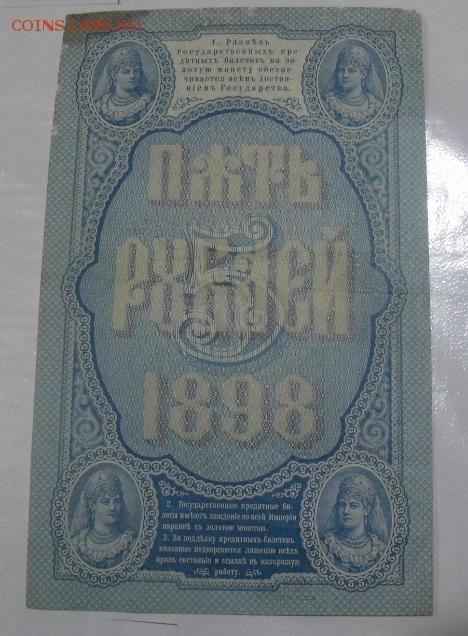 COINS.LAVE.RU
1. Размѣнъ
государственныхъ кре-
дитныхъ билетовъ на зо-
лотую монету обезпе-
чивается всѣмъ достоя-
ніемъ Государства.
ПѦТЬ
РУБЛЕЙ
5
1898
2. Государственные кредитные би-
леты имѣютъ хожденіе во всей Имперіи
наравнѣ съ золотою монетою.
3. За поддѣлку кредитныхъ билетовъ
виновные подвергаются лишенію всѣхъ
правъ состоянія и ссылкѣ въ каторжную
работу.